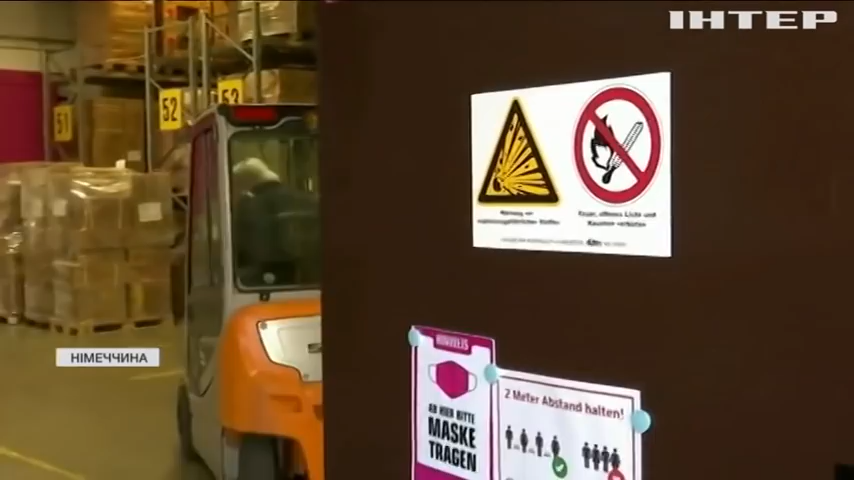 ІНТЕР
51
52
53
Warnung vor
explosionsgefährlichen Stoffen
Feuer, offenes Licht und
Rauchen verboten
НІМЕЧЧИНА
HINWEIS
AB HIER BITTE
MASKE
TRAGEN
2 Meter Abstand halten!